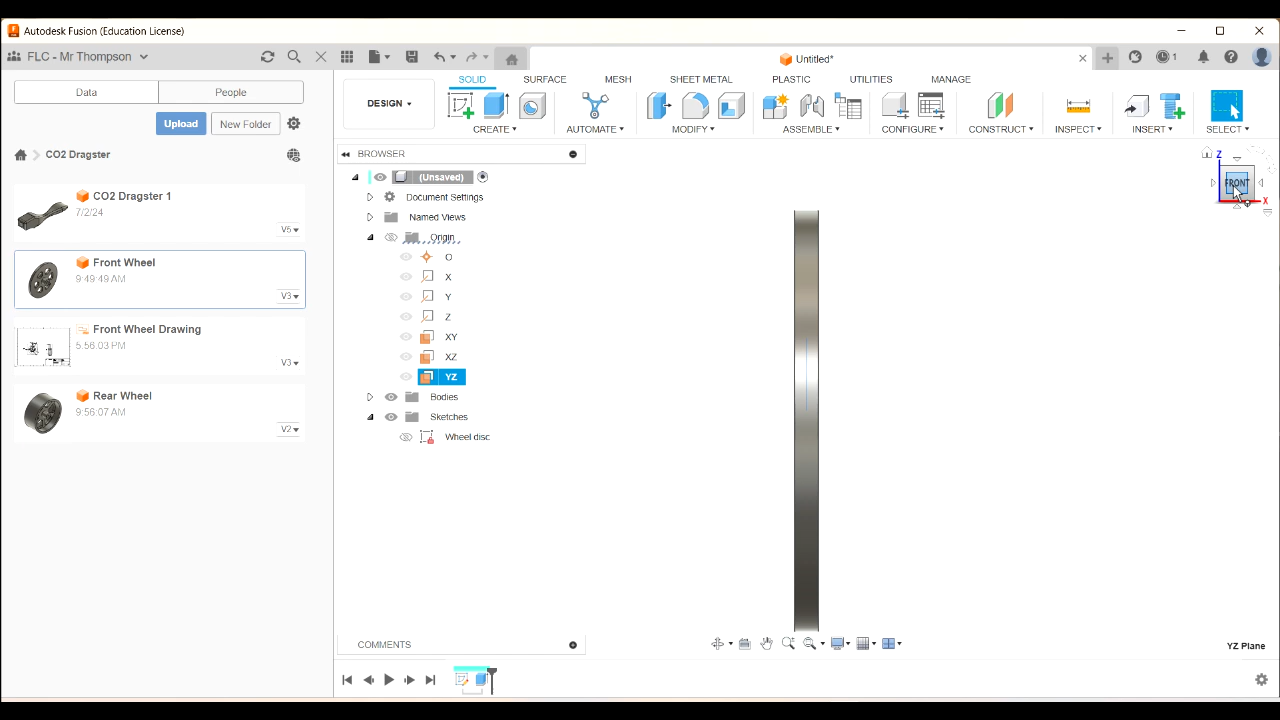 Autodesk Fusion (Education License)
FLC - Mr Thompson
Untitled*
1
Data
People
Upload
New Folder
CO2 Dragster
CO2 Dragster 1
7/2/24
V5
Front Wheel
9:49:49 AM
V3
Front Wheel Drawing
5:56:03 PM
V3
Rear Wheel
9:56:07 AM
V2
DESIGN
SOLID
SURFACE
MESH
SHEET METAL
PLASTIC
UTILITIES
MANAGE
CREATE
AUTOMATE
MODIFY
ASSEMBLE
CONFIGURE
CONSTRUCT
INSPECT
INSERT
SELECT
BROWSER
(Unsaved)
Document Settings
Named Views
Origin
O
X
Y
Z
XY
XZ
YZ
Bodies
Sketches
Wheel disc
Z
FRONT
X
COMMENTS
YZ Plane